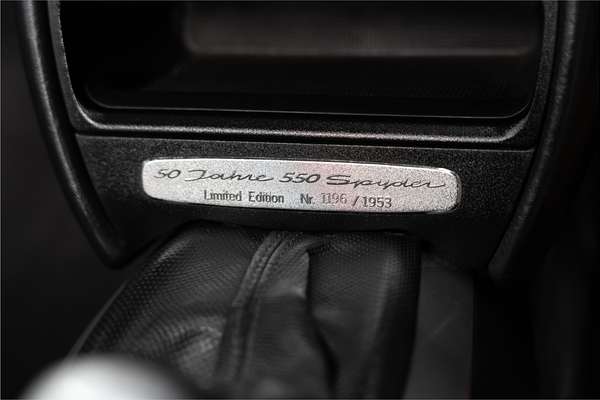 50 Jahre 550 Spyder
Limited Edition Nr. 1196 / 1953